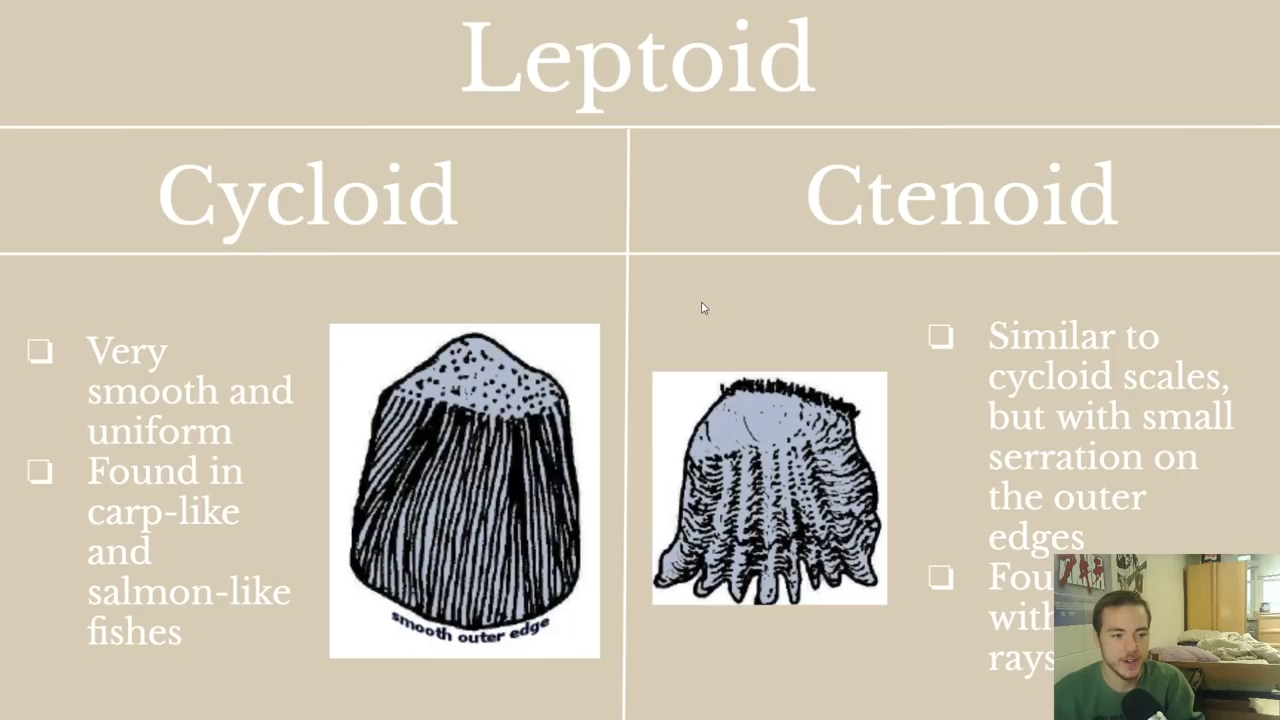 Leptoid
Cycloid
Ctenoid
❏ Very
smooth and
uniform
❏ Found in
carp-like
and
salmon-like
fishes
smooth outer edge
❏ Similar to
cycloid scales,
but with small
serration on
the outer
edges
❏
rays